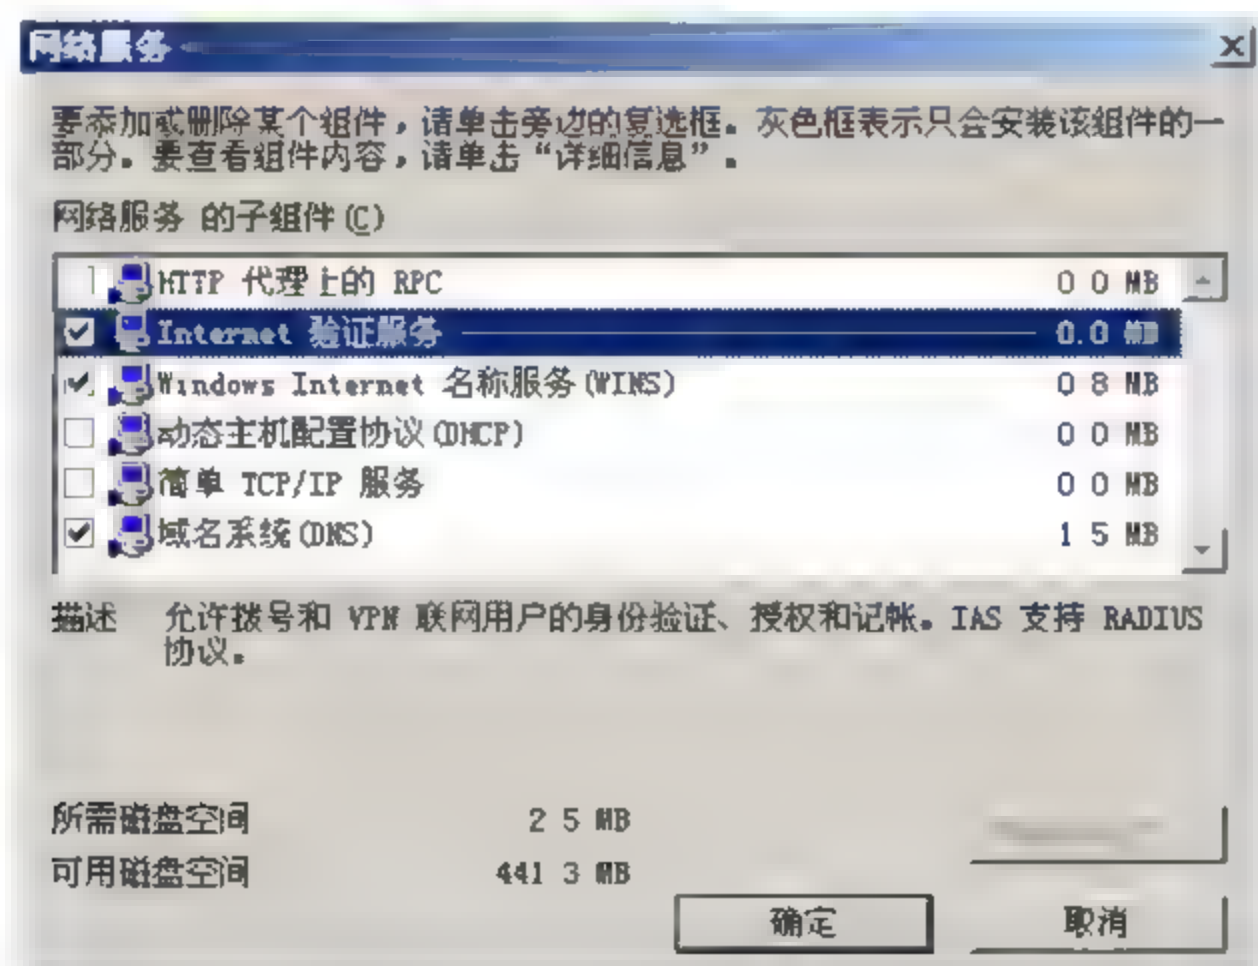 网络服务
要添加或删除某个组件，请单击旁边的复选框。灰色框表示只会安装该组件的一
部分。要查看组件内容，请单击“详细信息”。
网络服务 的子组件(C)
HTTP 代理上的 RPC 0 0 MB
Internet 验证服务 0.0 MB
Windows Internet 名称服务(WINS) 0 8 MB
动态主机配置协议(DHCP) 0 0 MB
简单 TCP/IP 服务 0 0 MB
域名系统(DNS) 1 5 MB
描述 允许拨号和 VPN 联网用户的身份验证、授权和记帐。IAS 支持 RADIUS
协议。
所需磁盘空间 2 5 MB
可用磁盘空间 441 3 MB
确定 取消